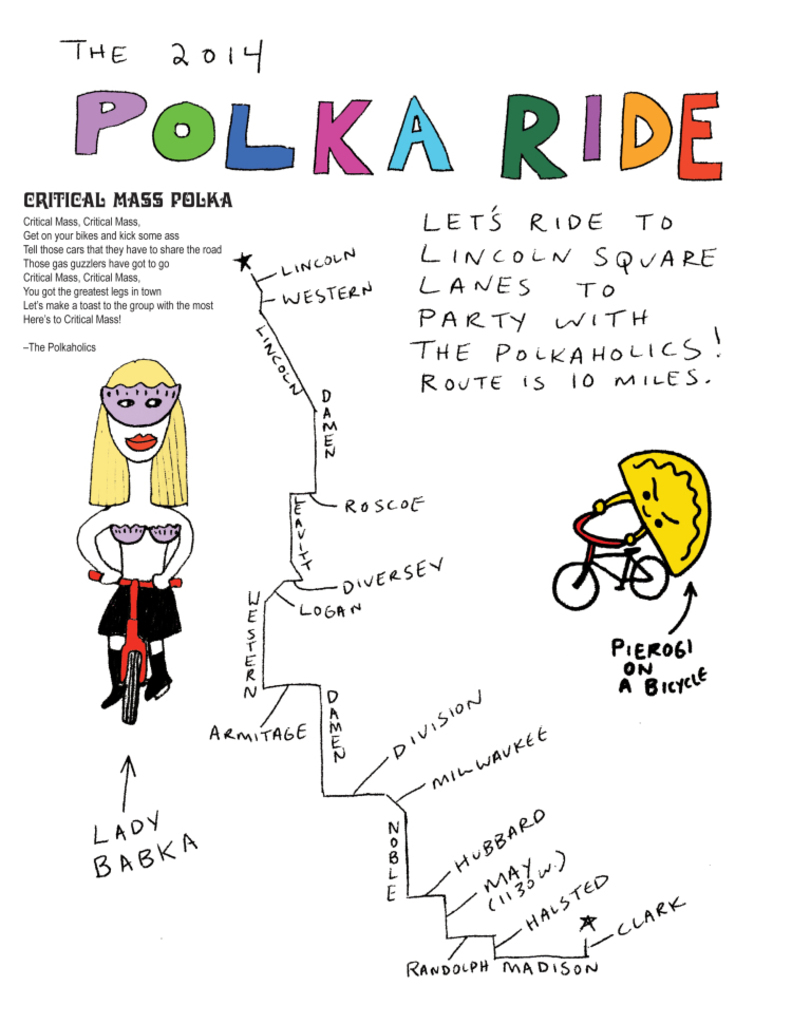 THE 2014
POLKA RIDE
CRITICAL MASS POLKA
Critical Mass, Critical Mass,
Get on your bikes and kick some ass
Tell those cars that they have to share the road
Those gas guzzlers have got to go
Critical Mass, Critical Mass,
You got the greatest legs in town
Let's make a toast to the group with the most
Here's to Critical Mass!
–The Polkaholics
LET'S RIDE TO
LINCOLN SQUARE
LANES TO
PARTY WITH
THE POLKAHOLICS!
ROUTE IS 10 MILES.
LINCOLN
WESTERN
LINCOLN
DAMEN
ROSCOE
LEAVITT
DIVERSEY
LOGAN
WESTERN
ARMITAGE
DAMEN
DIVISION
MILWAUKEE
NOBLE
HUBBARD
MAY
(1130 W.)
HALSTED
CLARK
RANDOLPH
MADISON
PIEROGI
ON
A BICYCLE
LADY
BABKA